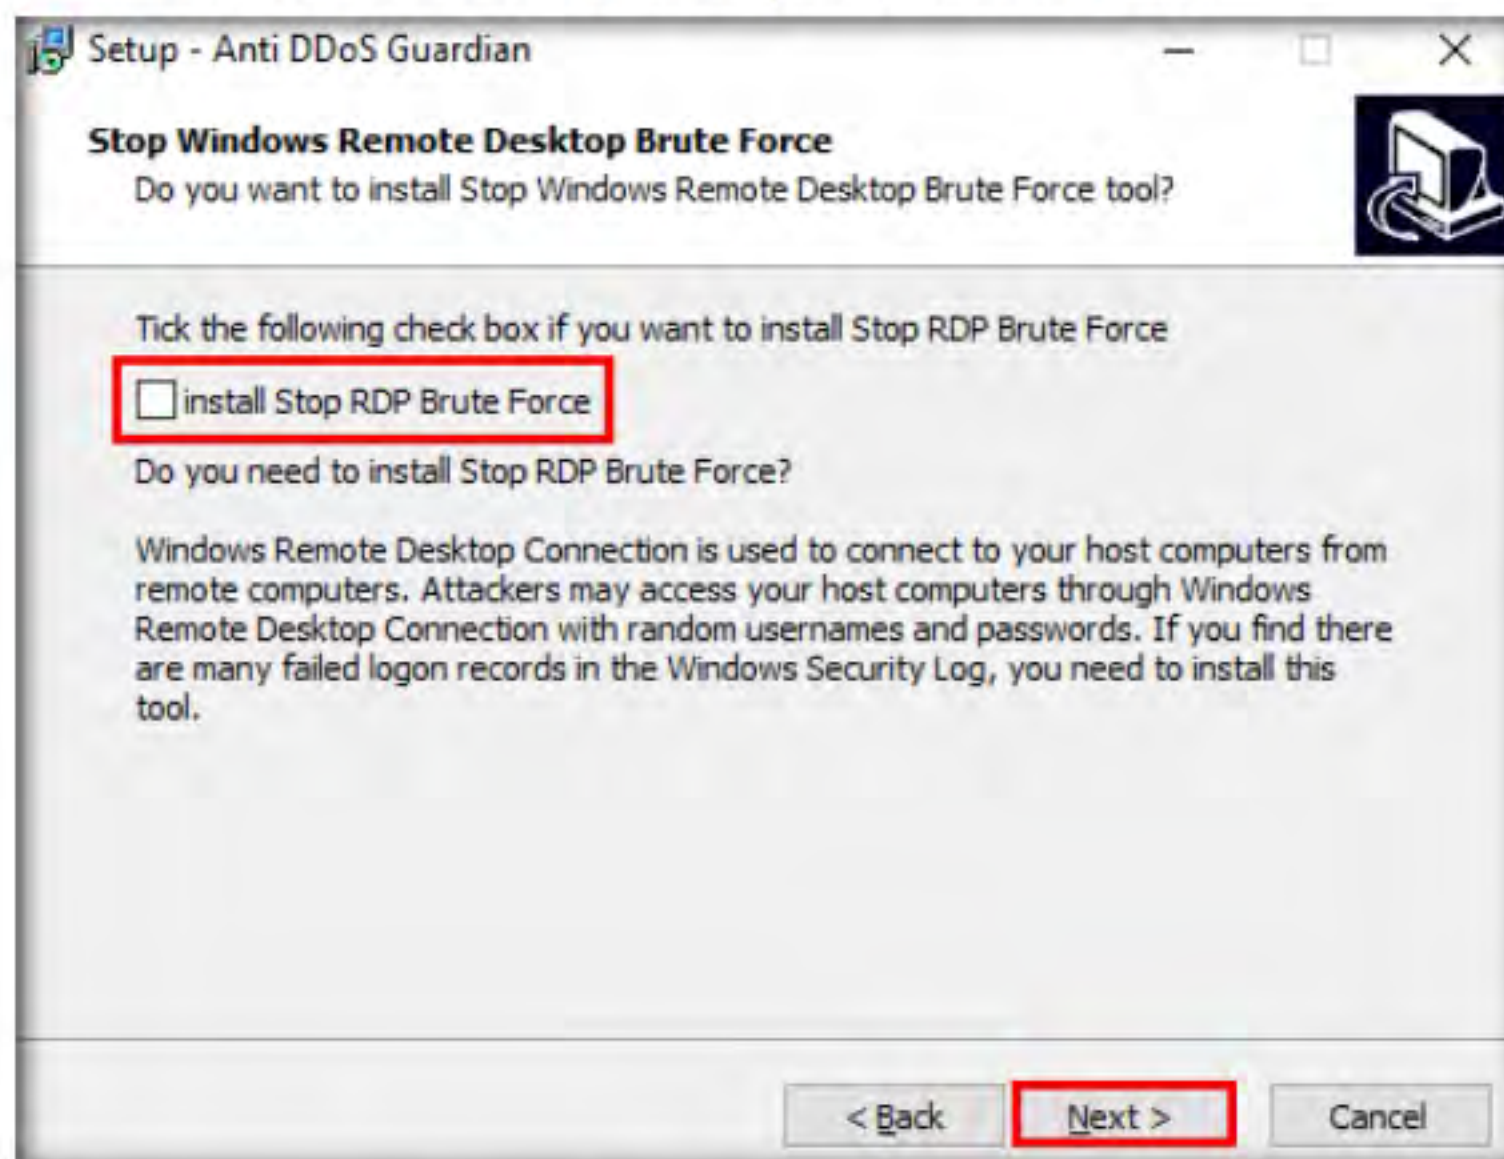 Setup - Anti DDoS Guardian
Stop Windows Remote Desktop Brute Force
Do you want to install Stop Windows Remote Desktop Brute Force tool?
Tick the following check box if you want to install Stop RDP Brute Force
install Stop RDP Brute Force
Do you need to install Stop RDP Brute Force?
Windows Remote Desktop Connection is used to connect to your host computers from
remote computers. Attackers may access your host computers through Windows
Remote Desktop Connection with random usernames and passwords. If you find there
are many failed logon records in the Windows Security Log, you need to install this
tool.
< Back
Next >
Cancel